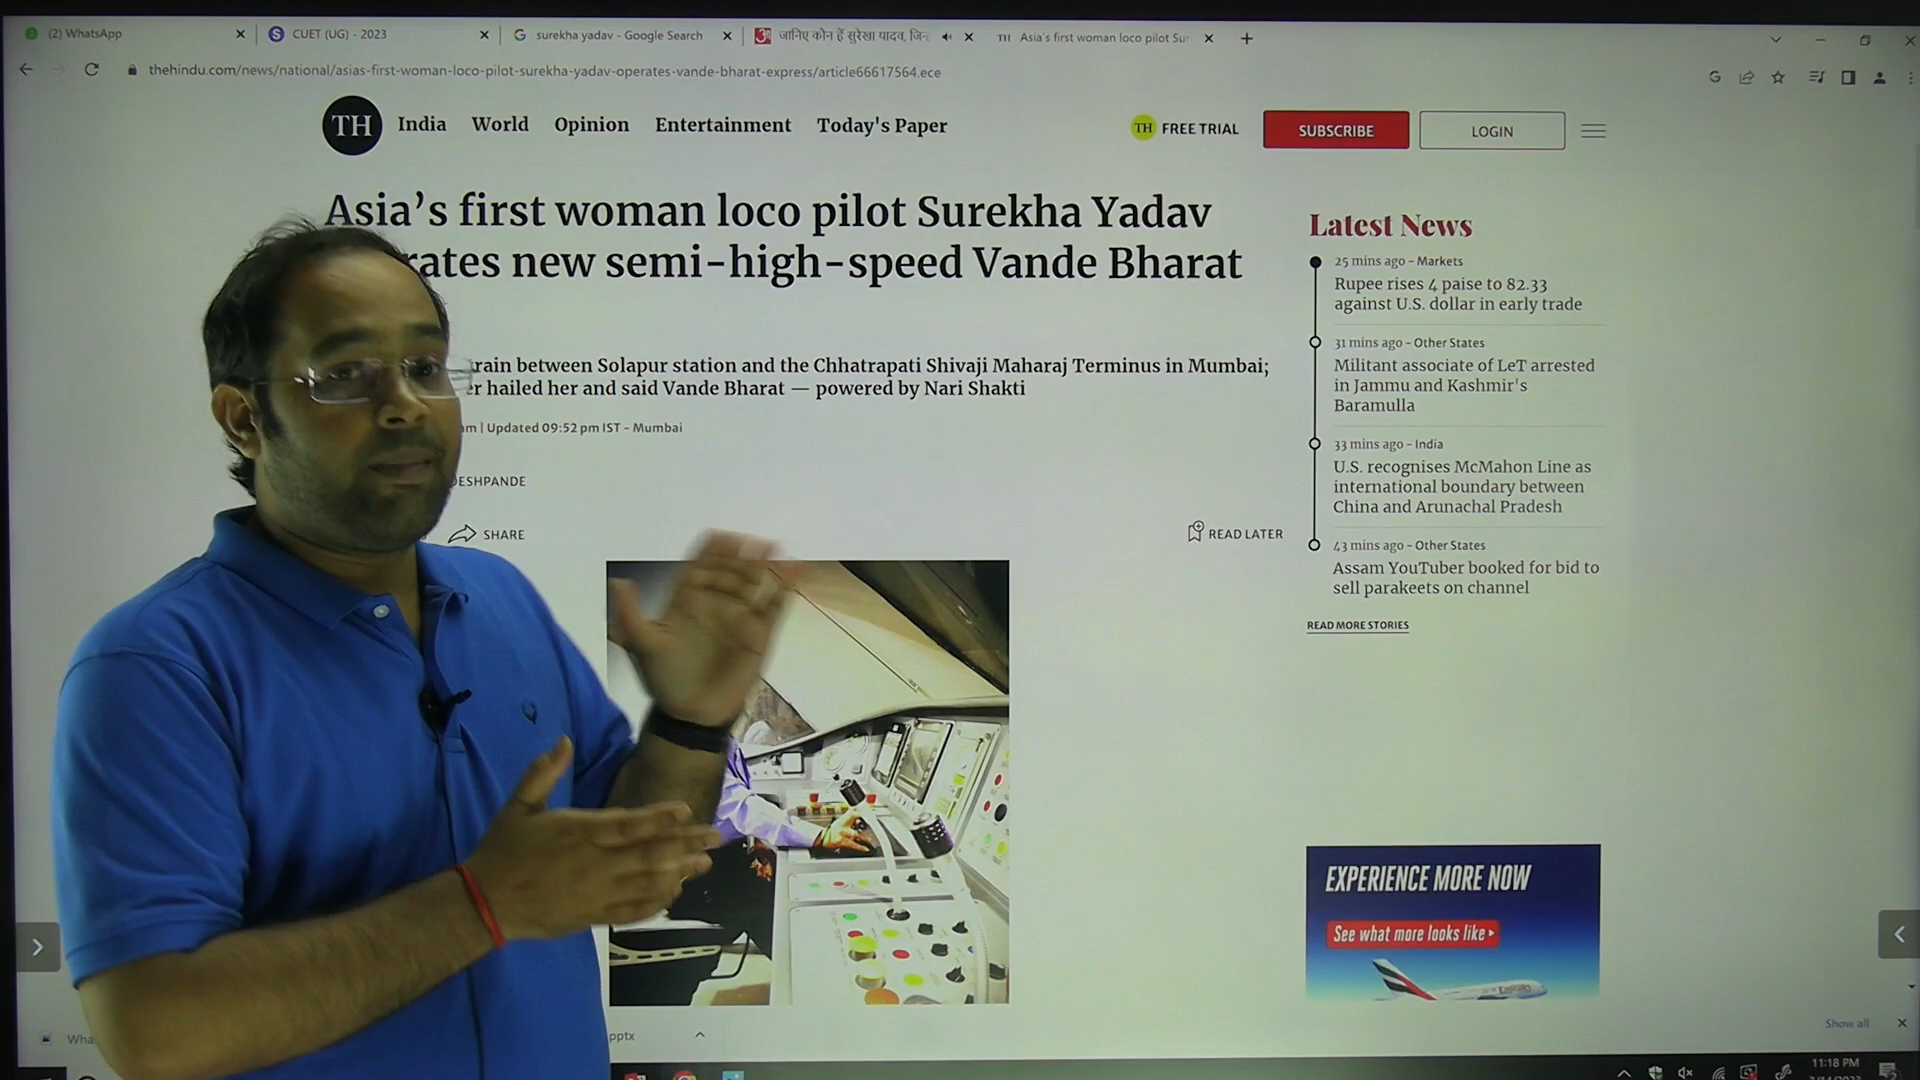 (2) WhatsApp
CUET (UG) - 2023
surekha yadav - Google Search
जानिए कौन हैं सुरेखा यादव, जिन
TH Asia's first woman loco pilot Sur
thehindu.com/news/national/asias-first-woman-loco-pilot-surekha-yadav-operates-vande-bharat-express/article66617564.ece
TH India World Opinion Entertainment Today's Paper
TH FREE TRIAL
SUBSCRIBE
LOGIN
Asia's first woman loco pilot Surekha Yadav
rates new semi-high-speed Vande Bharat
rain between Solapur station and the Chhatrapati Shivaji Maharaj Terminus in Mumbai;
er hailed her and said Vande Bharat — powered by Nari Shakti
am | Updated 09:52 pm IST - Mumbai
ESHPANDE
SHARE
READ LATER
Latest News
25 mins ago - Markets
Rupee rises 4 paise to 82.33
against U.S. dollar in early trade
31 mins ago - Other States
Militant associate of LeT arrested
in Jammu and Kashmir's
Baramulla
33 mins ago - India
U.S. recognises McMahon Line as
international boundary between
China and Arunachal Pradesh
43 mins ago - Other States
Assam YouTuber booked for bid to
sell parakeets on channel
READ MORE STORIES
EXPERIENCE MORE NOW
See what more looks like
Emirates
Wha
pptx
Show all
11:18 PM